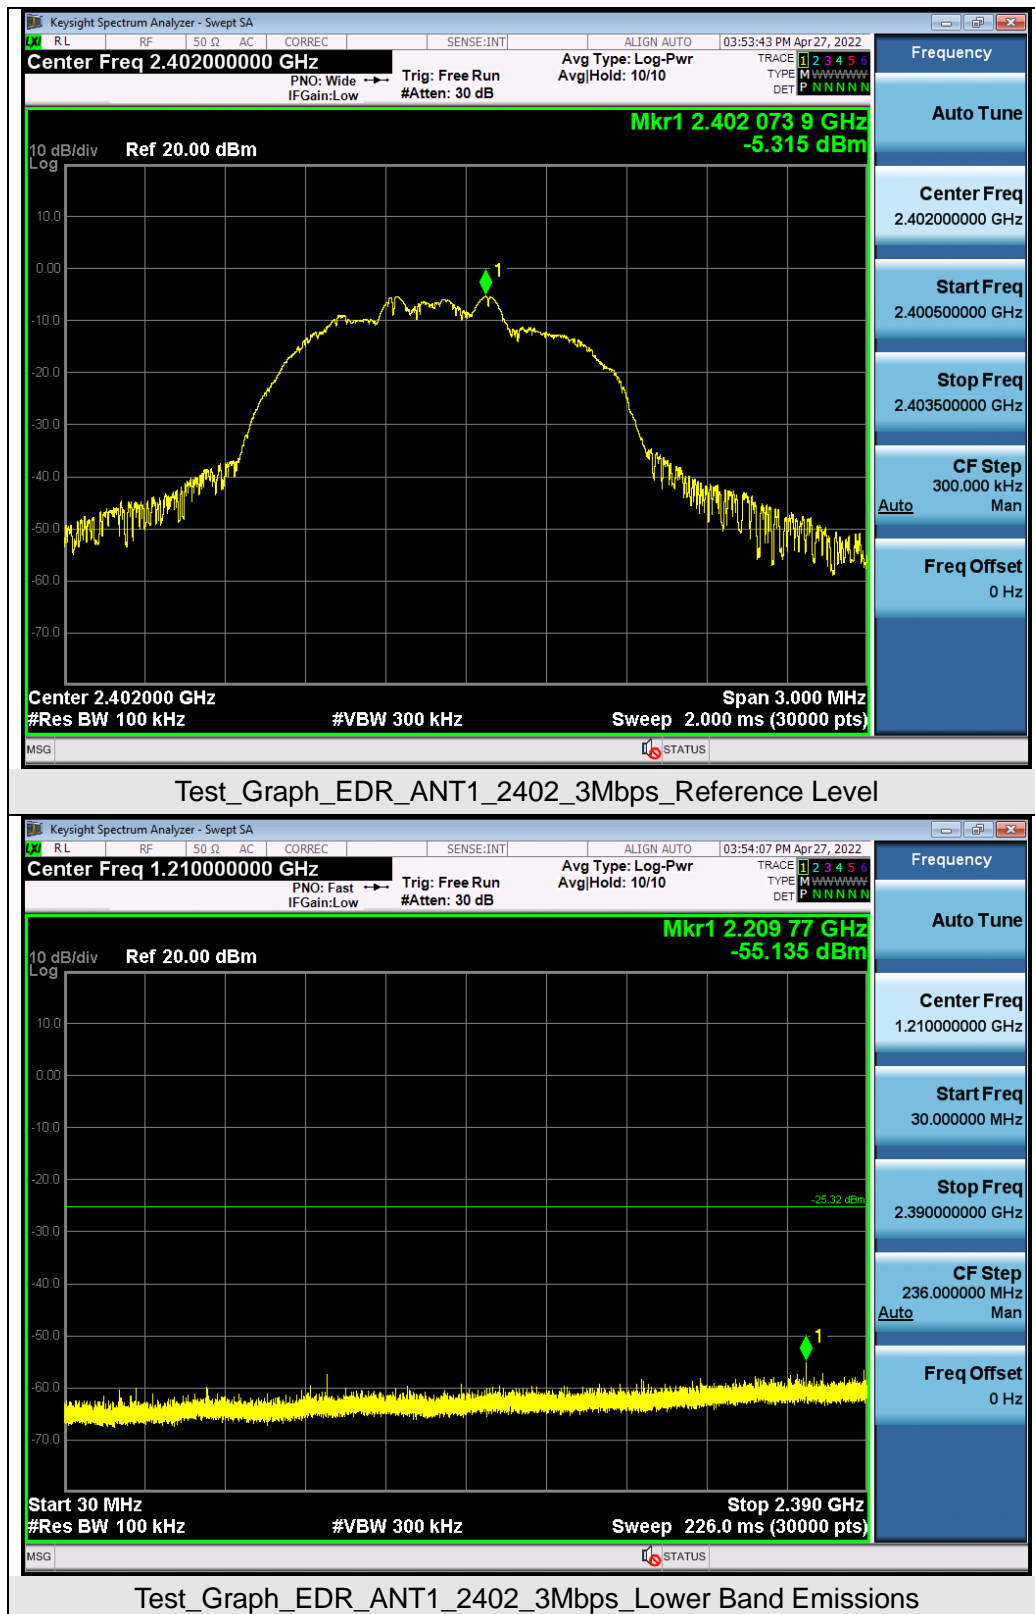 Keysight Spectrum Analyzer - Swept SA
LXI RL RF 50 Ω AC CORREC SENSE:INT ALIGN AUTO 03:53:43 PM Apr 27, 2022
Center Freq 2.402000000 GHz
PNO: Wide
IFGain:Low
Trig: Free Run
#Atten: 30 dB
Avg Type: Log-Pwr
Avg|Hold: 10/10
TRACE 1 2 3 4 5 6
TYPE M WWWWW
DET P N N N N N
Frequency
Mkr1 2.402 073 9 GHz
-5.315 dBm
10 dB/div Ref 20.00 dBm
Log
10.0
0.00
-10.0
-20.0
-30.0
-40.0
-50.0
-60.0
-70.0
1
Center 2.402000 GHz Span 3.000 MHz
#Res BW 100 kHz #VBW 300 kHz Sweep 2.000 ms (30000 pts)
Auto Tune
Center Freq
2.402000000 GHz
Start Freq
2.400500000 GHz
Stop Freq
2.403500000 GHz
CF Step
300.000 kHz
Auto Man
Freq Offset
0 Hz
MSG STATUS
Test_Graph_EDR_ANT1_2402_3Mbps_Reference Level
Keysight Spectrum Analyzer - Swept SA
LXI RL RF 50 Ω AC CORREC SENSE:INT ALIGN AUTO 03:54:07 PM Apr 27, 2022
Center Freq 1.210000000 GHz
PNO: Fast
IFGain:Low
Trig: Free Run
#Atten: 30 dB
Avg Type: Log-Pwr
Avg|Hold: 10/10
TRACE 1 2 3 4 5 6
TYPE M WWWWW
DET P N N N N N
Frequency
Mkr1 2.209 77 GHz
-55.135 dBm
10 dB/div Ref 20.00 dBm
Log
10.0
0.00
-10.0
-20.0
-30.0
-40.0
-50.0
-60.0
-70.0
-25.32 dBm
1
Start 30 MHz Stop 2.390 GHz
#Res BW 100 kHz #VBW 300 kHz Sweep 226.0 ms (30000 pts)
Auto Tune
Center Freq
1.210000000 GHz
Start Freq
30.000000 MHz
Stop Freq
2.390000000 GHz
CF Step
236.000000 MHz
Auto Man
Freq Offset
0 Hz
MSG STATUS
Test_Graph_EDR_ANT1_2402_3Mbps_Lower Band Emissions